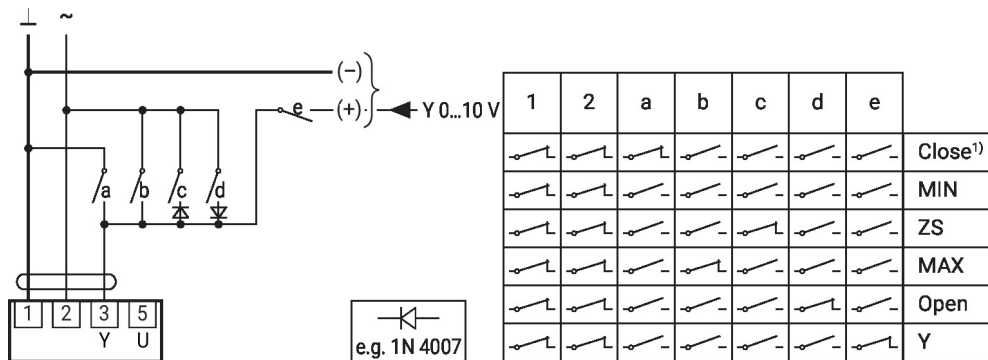 ⊥ ~
(–)
(+)
Y 0...10 V
e
a b c d
1 2 3 5
Y U
e.g. 1N 4007
1 2 a b c d e
Close¹⁾
MIN
ZS
MAX
Open
Y